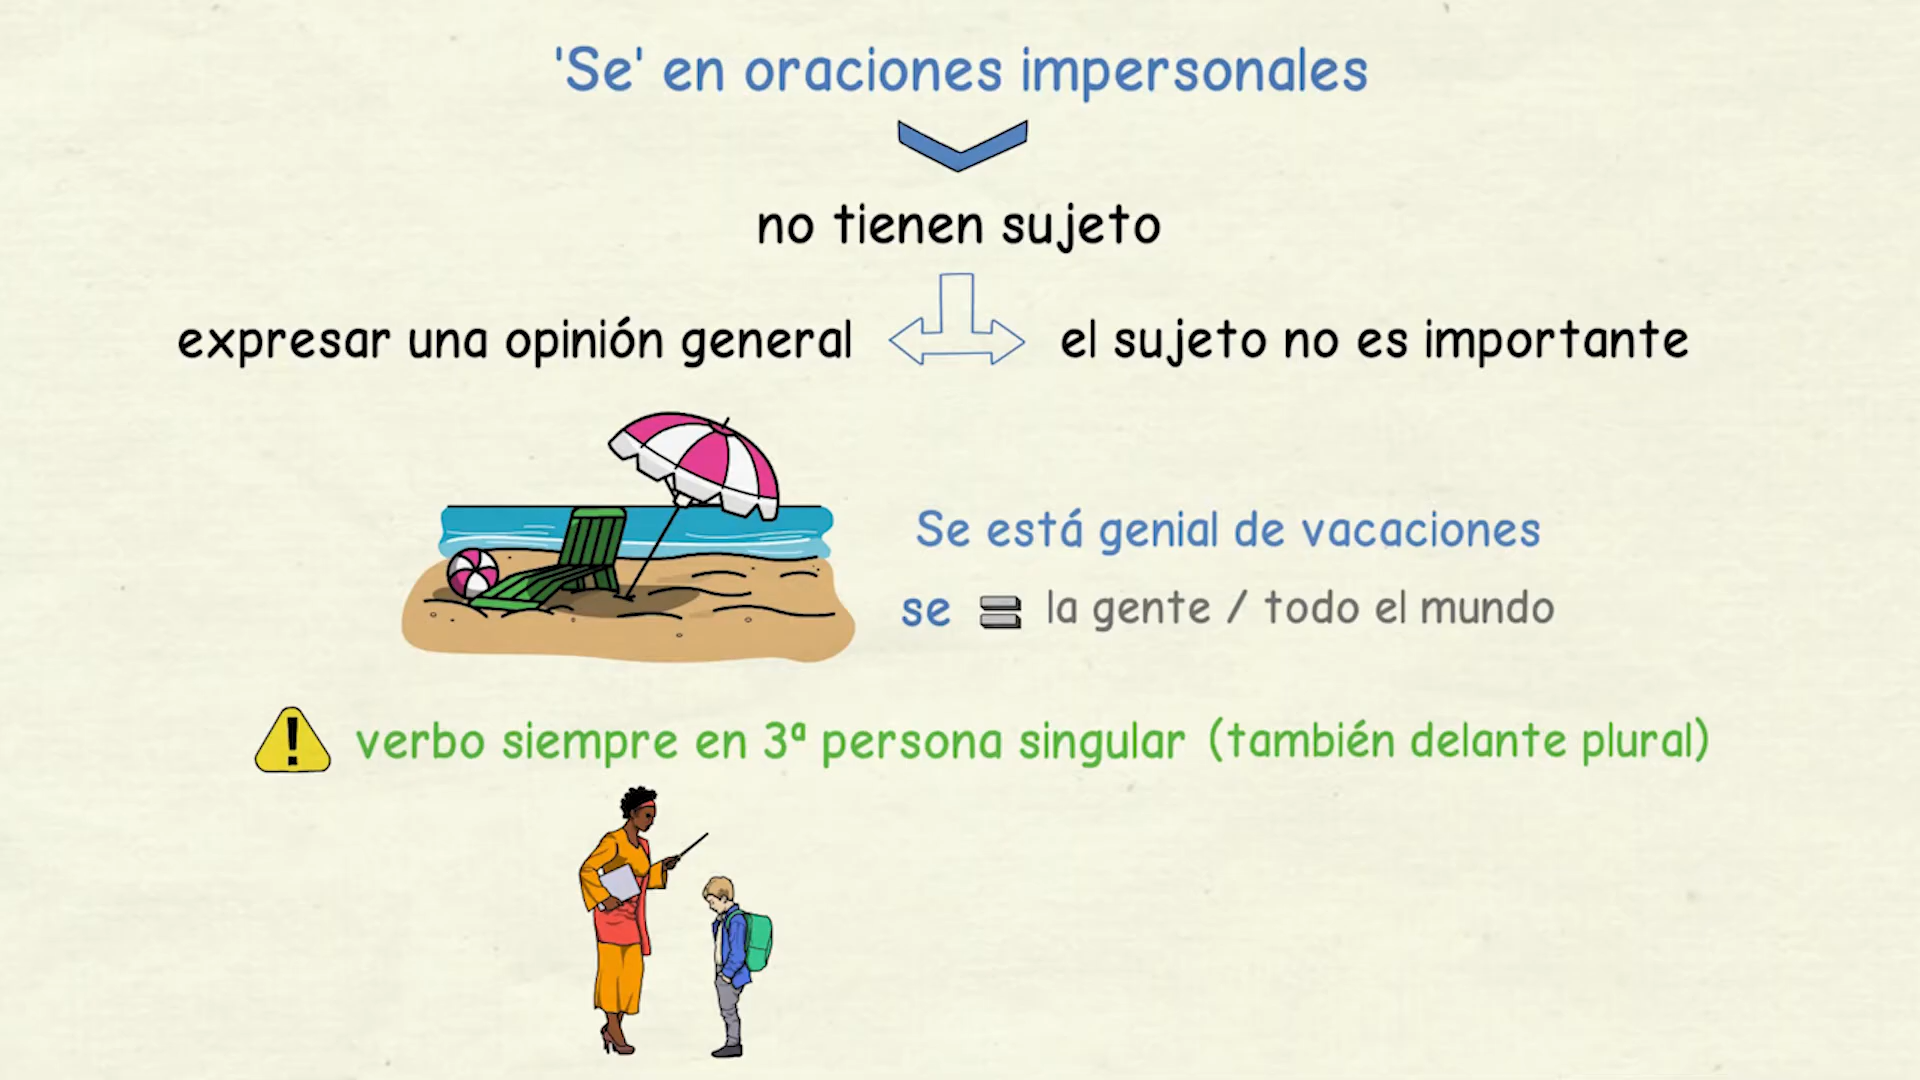 'Se' en oraciones impersonales
no tienen sujeto
expresar una opinión general
el sujeto no es importante
Se está genial de vacaciones
se = la gente / todo el mundo
! verbo siempre en 3ª persona singular (también delante plural)